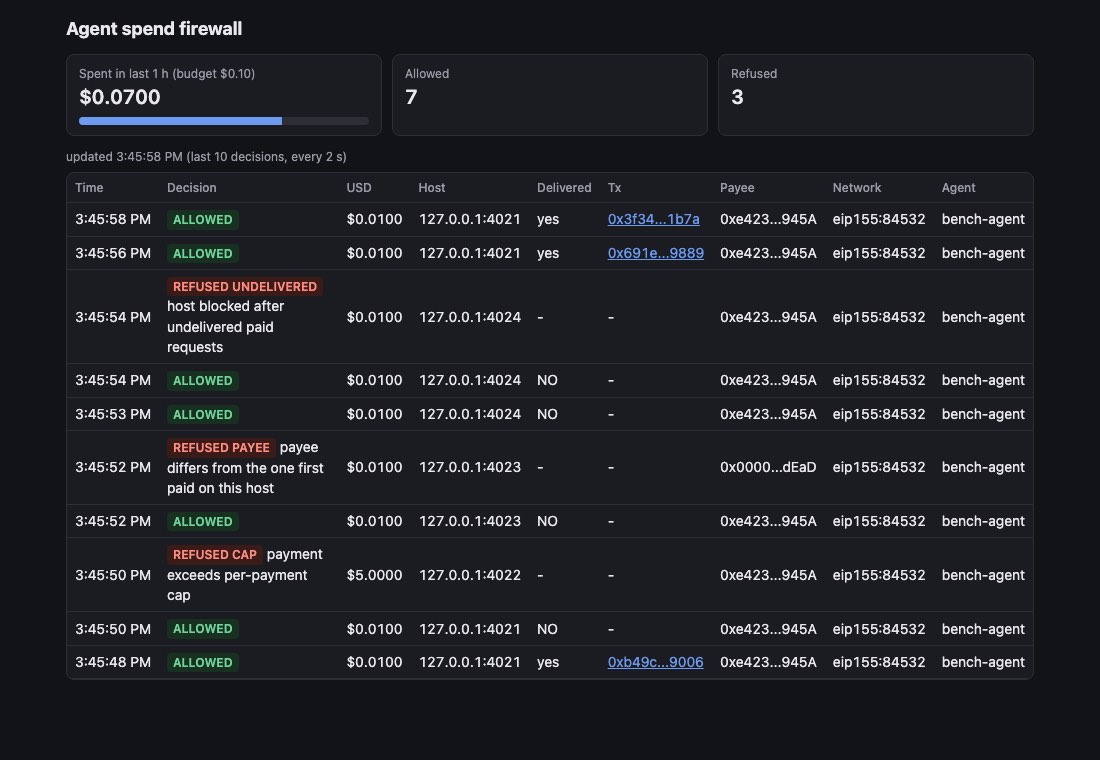 Agent spend firewall
Spent in last 1 h (budget $0.10)
$0.0700
Allowed
7
Refused
3
updated 3:45:58 PM (last 10 decisions, every 2 s)
Time Decision USD Host Delivered Tx Payee Network Agent
3:45:58 PM ALLOWED $0.0100 127.0.0.1:4021 yes 0x3f34...1b7a 0xe423...945A eip155:84532 bench-agent
3:45:56 PM ALLOWED $0.0100 127.0.0.1:4021 yes 0x691e...9889 0xe423...945A eip155:84532 bench-agent
REFUSED UNDELIVERED
host blocked after
undelivered paid
requests
3:45:54 PM $0.0100 127.0.0.1:4024 - - 0xe423...945A eip155:84532 bench-agent
3:45:54 PM ALLOWED $0.0100 127.0.0.1:4024 NO - 0xe423...945A eip155:84532 bench-agent
3:45:53 PM ALLOWED $0.0100 127.0.0.1:4024 NO - 0xe423...945A eip155:84532 bench-agent
REFUSED PAYEE payee
differs from the one first
paid on this host
3:45:52 PM $0.0100 127.0.0.1:4023 - - 0x0000...dEaD eip155:84532 bench-agent
3:45:52 PM ALLOWED $0.0100 127.0.0.1:4023 NO - 0xe423...945A eip155:84532 bench-agent
REFUSED CAP payment
exceeds per-payment
cap
3:45:50 PM $5.0000 127.0.0.1:4022 - - 0xe423...945A eip155:84532 bench-agent
3:45:50 PM ALLOWED $0.0100 127.0.0.1:4021 NO - 0xe423...945A eip155:84532 bench-agent
3:45:48 PM ALLOWED $0.0100 127.0.0.1:4021 yes 0xb49c...9006 0xe423...945A eip155:84532 bench-agent